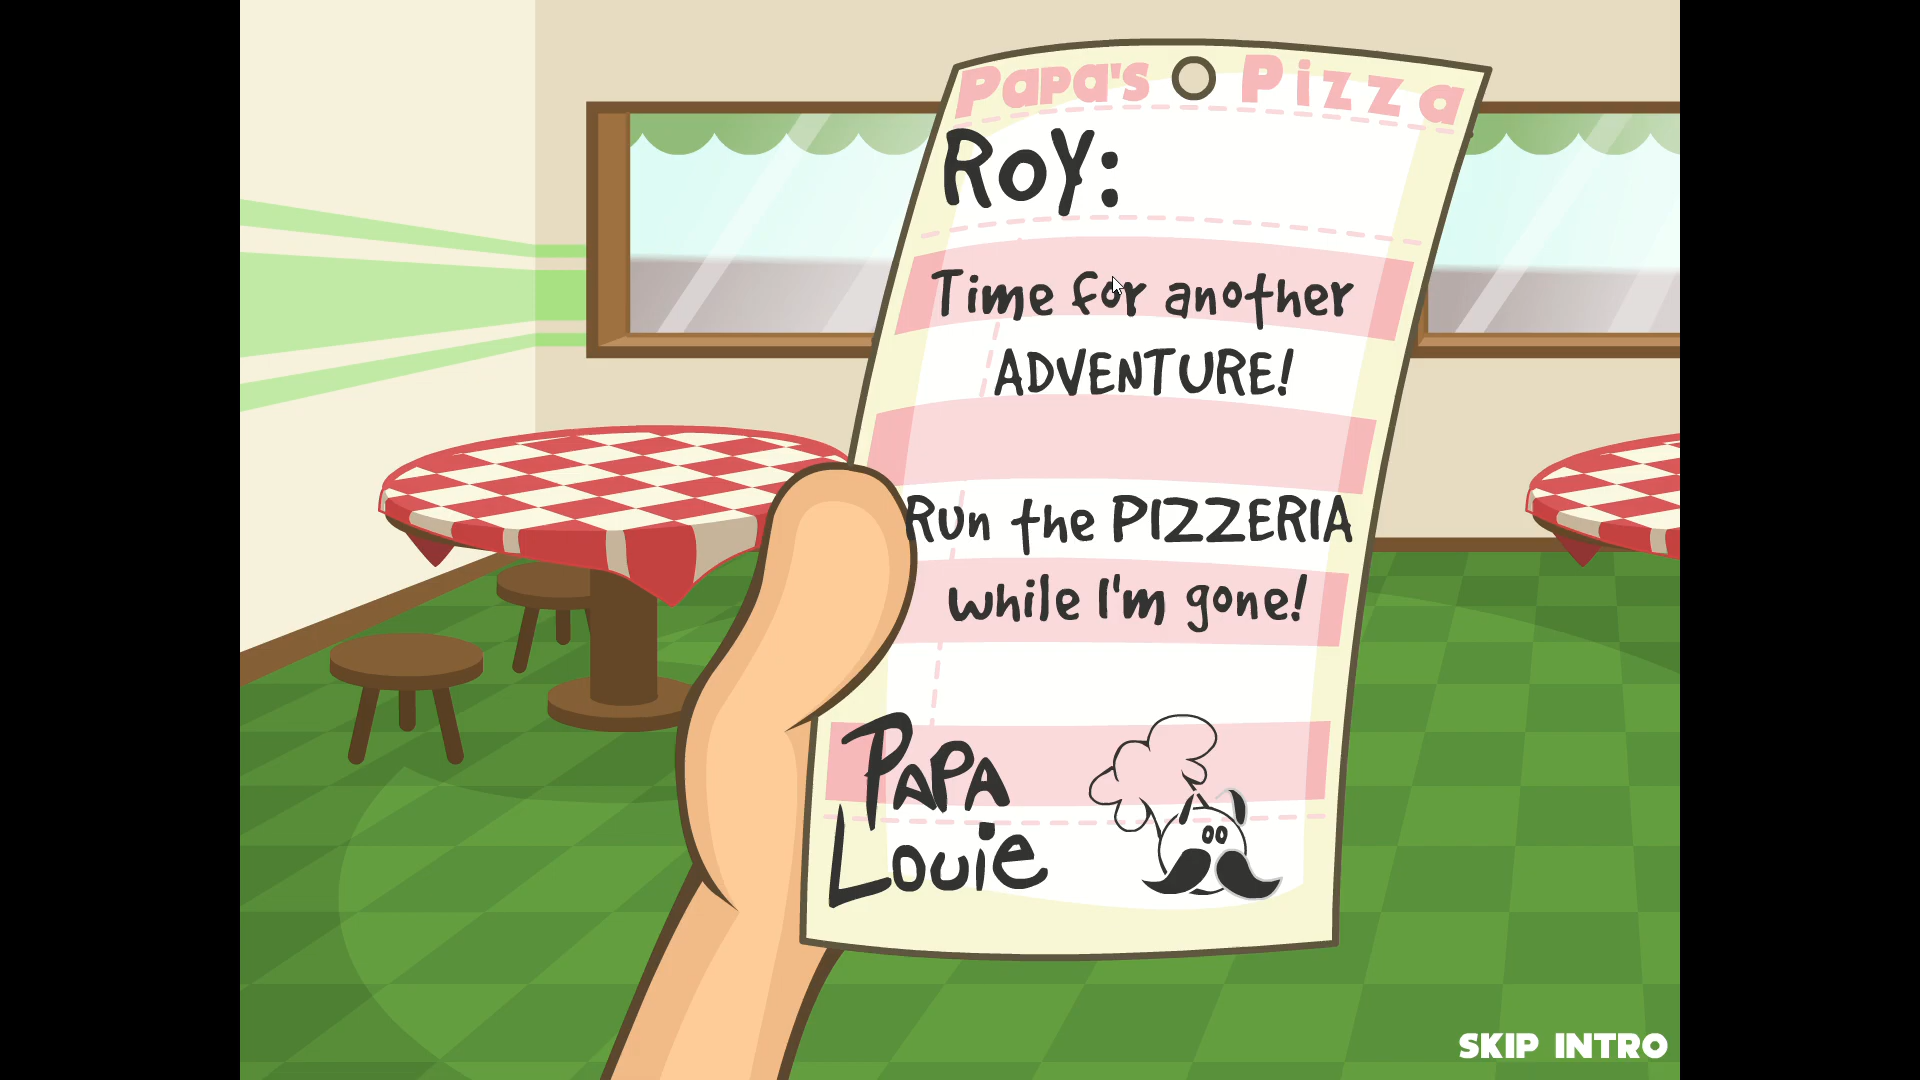 Papa's Pizza
RoY:
Time for another
ADVENTURE!
Run the PIZZERIA
while I'm gone!
PAPA
Louie
SKIP INTRO